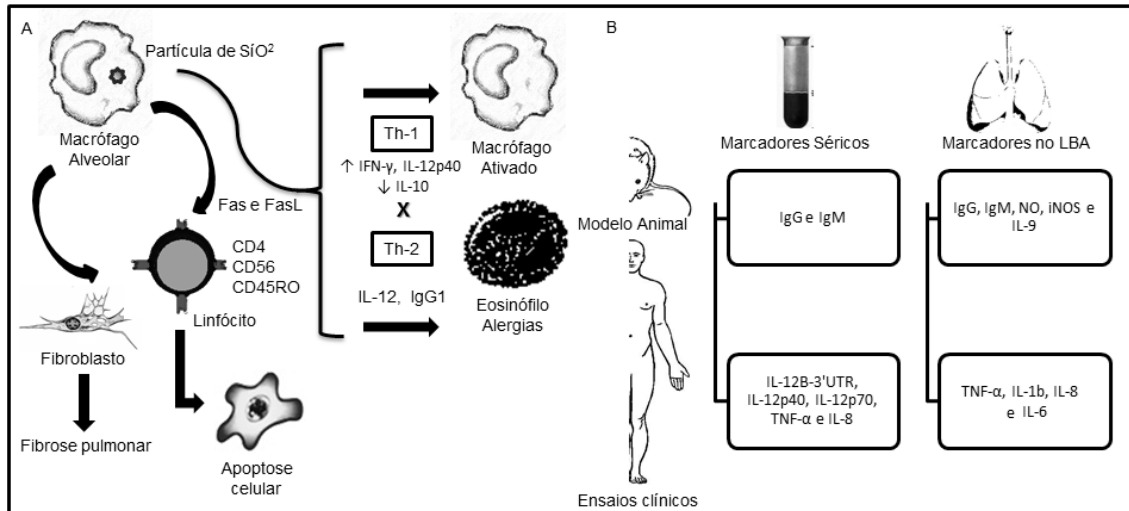 A
Partícula de SíO²
Macrófago
Alveolar
Fas e FasL
CD4
CD56
CD45RO
Linfócito
Fibroblasto
Fibrose pulmonar
Apoptose
celular
Th-1
↑ IFN-γ, IL-12p40
↓ IL-10
X
Th-2
IL-12, IgG1
Macrófago
Ativado
Eosinófilo
Alergias
B
Marcadores Séricos
Marcadores no LBA
Modelo Animal
IgG e IgM
IgG, IgM, NO, iNOS e
IL-9
IL-12B-3'UTR,
IL-12p40, IL-12p70,
TNF-α e IL-8
TNF-α, IL-1b, IL-8
e IL-6
Ensaios clínicos